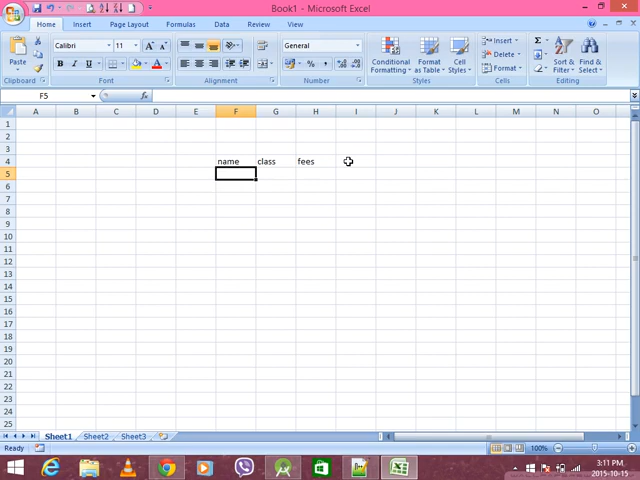 Book1 - Microsoft Excel
Home Insert Page Layout Formulas Data Review View
Paste
Calibri 11
General
Conditional Formatting
Format as Table
Cell Styles
Insert
Delete
Format
Sort & Filter
Find & Select
Clipboard Font Alignment Number Styles Cells Editing
F5
A B C D E F G H I J K L M N O
1
2
3
4 name class fees
5
6
7
8
9
10
11
12
13
14
15
16
17
18
19
20
21
22
23
24
25
Sheet1 Sheet2 Sheet3
Ready 100%
3:11 PM
2015-10-15